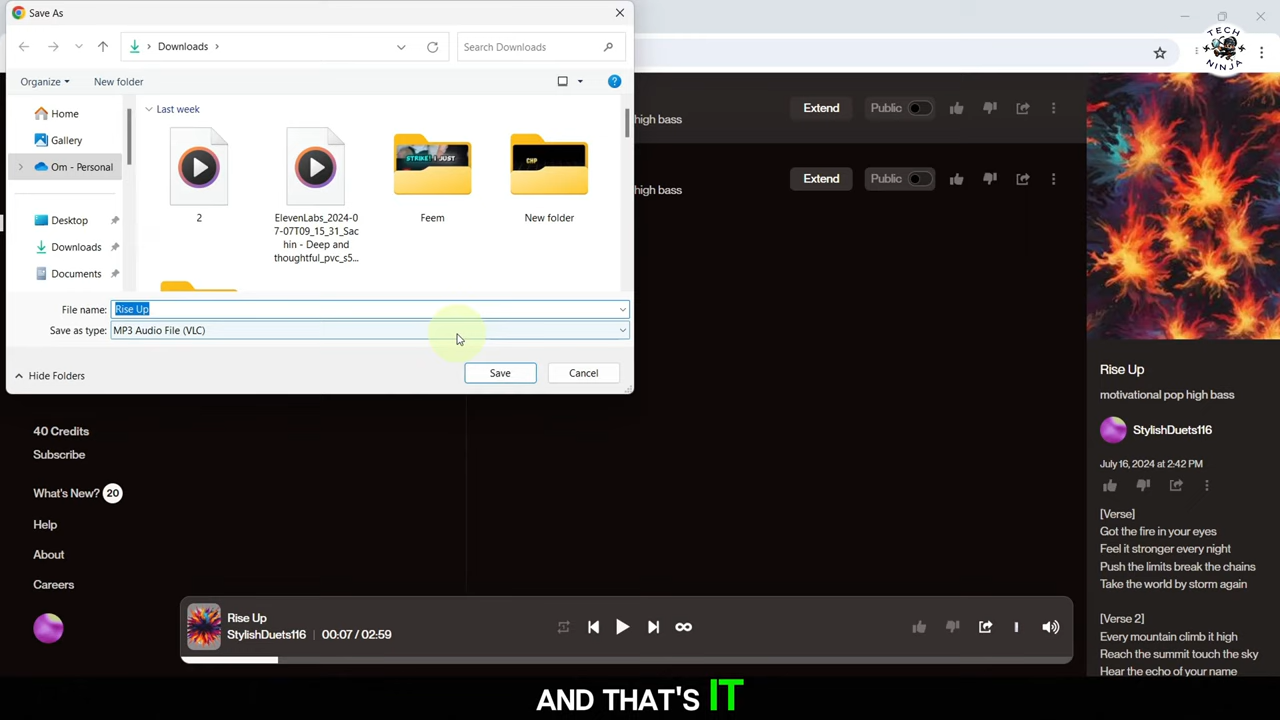 Save As
Downloads
Search Downloads
Organize
New folder
Home
Gallery
Om - Personal
Desktop
Downloads
Documents
Last week
2
ElevenLabs_2024-0
7-07T09_15_31_Sac
hin - Deep and
thoughtful_pvc_s5...
Feem
STRIKE! I JUST
New folder
CHP
File name: Rise Up
Save as type: MP3 Audio File (VLC)
Hide Folders
Save
Cancel
TECH
NINJA
high bass
Extend
Public
high bass
Extend
Public
40 Credits
Subscribe
What's New? 20
Help
About
Careers
Rise Up
motivational pop high bass
StylishDuets116
July 16, 2024 at 2:42 PM
[Verse]
Got the fire in your eyes
Feel it stronger every night
Push the limits break the chains
Take the world by storm again
[Verse 2]
Every mountain climb it high
Reach the summit touch the sky
Hear the echo of your name
Rise Up
StylishDuets116
00:07 / 02:59
AND THAT'S IT